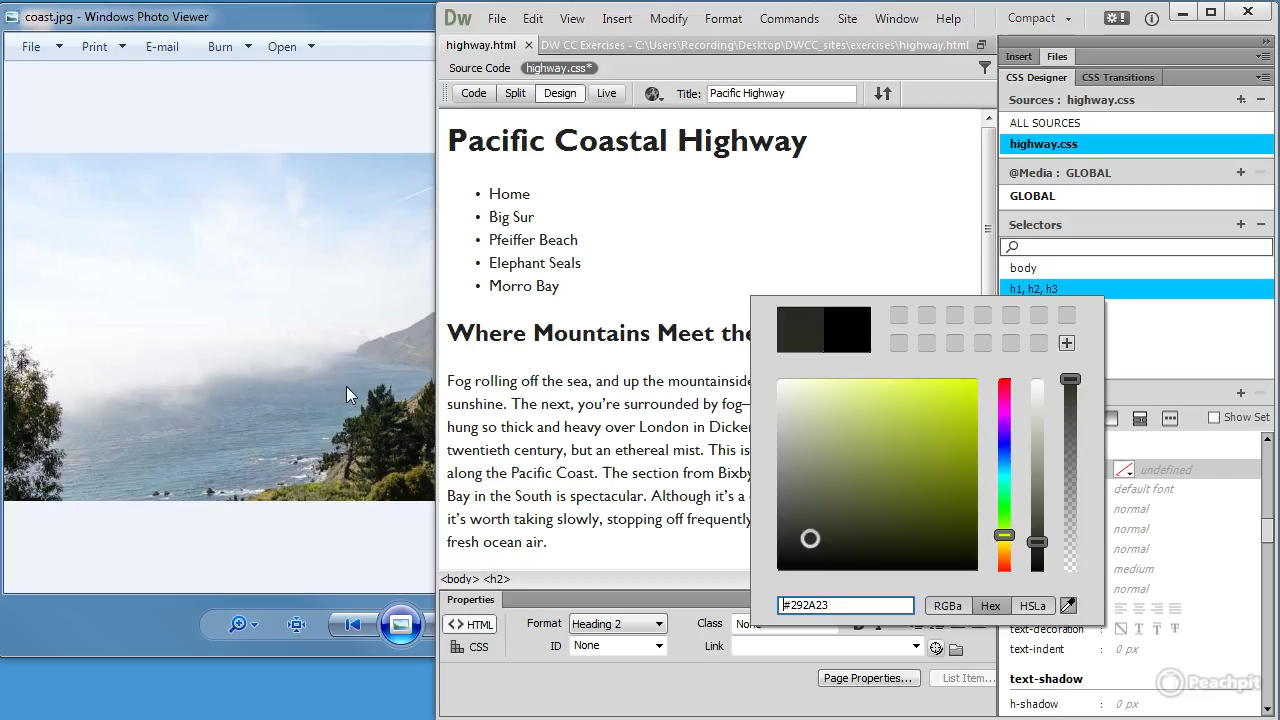 coast.jpg - Windows Photo Viewer
File Print E-mail Burn Open
Dw File Edit View Insert Modify Format Commands Site Window Help Compact
highway.html × DW CC Exercises - C:\Users\Recording\Desktop\DWCC_sites\exercises\highway.html
Source Code highway.css*
Code Split Design Live Title: Pacific Highway
Pacific Coastal Highway
• Home
• Big Sur
• Pfeiffer Beach
• Elephant Seals
• Morro Bay
Where Mountains Meet the
Fog rolling off the sea, and up the mountainside
sunshine. The next, you're surrounded by fog—
hung so thick and heavy over London in Dicken
twentieth century, but an ethereal mist. This is
along the Pacific Coast. The section from Bixby
Bay in the South is spectacular. Although it's a
it's worth taking slowly, stopping off frequently
fresh ocean air.
<body> <h2>
Properties
<> HTML Format Heading 2 Class None
CSS ID None Link
Page Properties... List Item...
#292A23 RGBa Hex HSLa
Insert Files
CSS Designer CSS Transitions
Sources : highway.css
ALL SOURCES
highway.css
@Media : GLOBAL
GLOBAL
Selectors
body
h1, h2, h3
Show Set
undefined
default font
normal
normal
normal
medium
normal
text-decoration :
text-indent : 0 px
text-shadow
h-shadow : 0 px
Peachpit